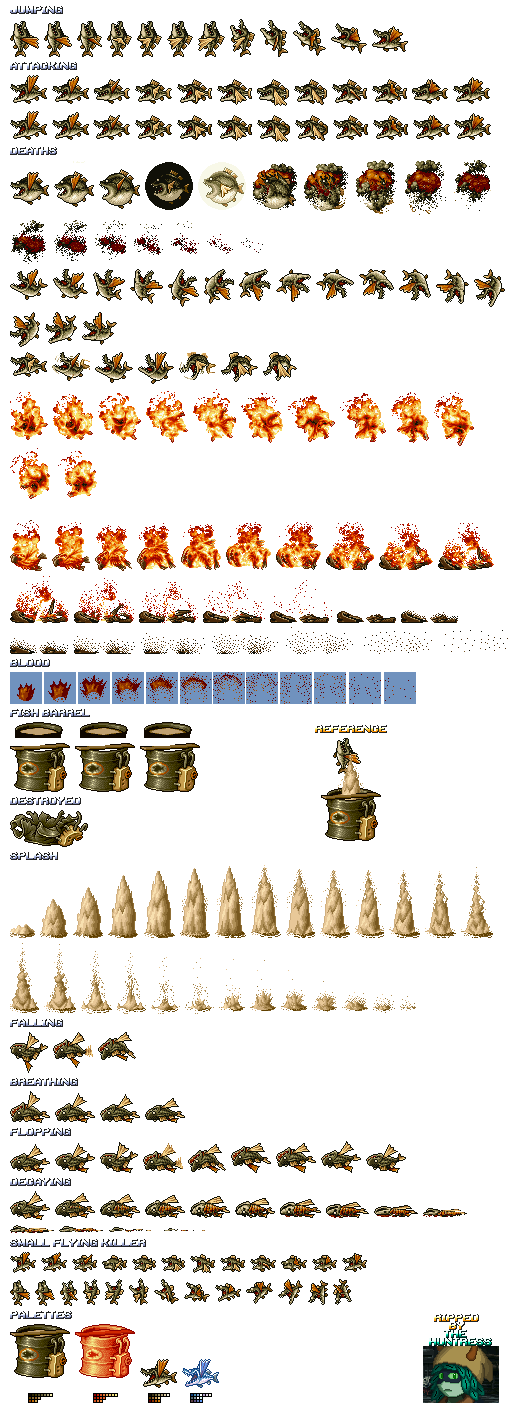 JUMPING
ATTACKING
DEATHS
BLOOD
FISH BARREL
REFERENCE
DESTROYED
SPLASH
FALLING
BREATHING
FLOPPING
DECAYING
SMALL FLYING KILLER
PALETTES
RIPPED
BY
THE
HUNTRESS